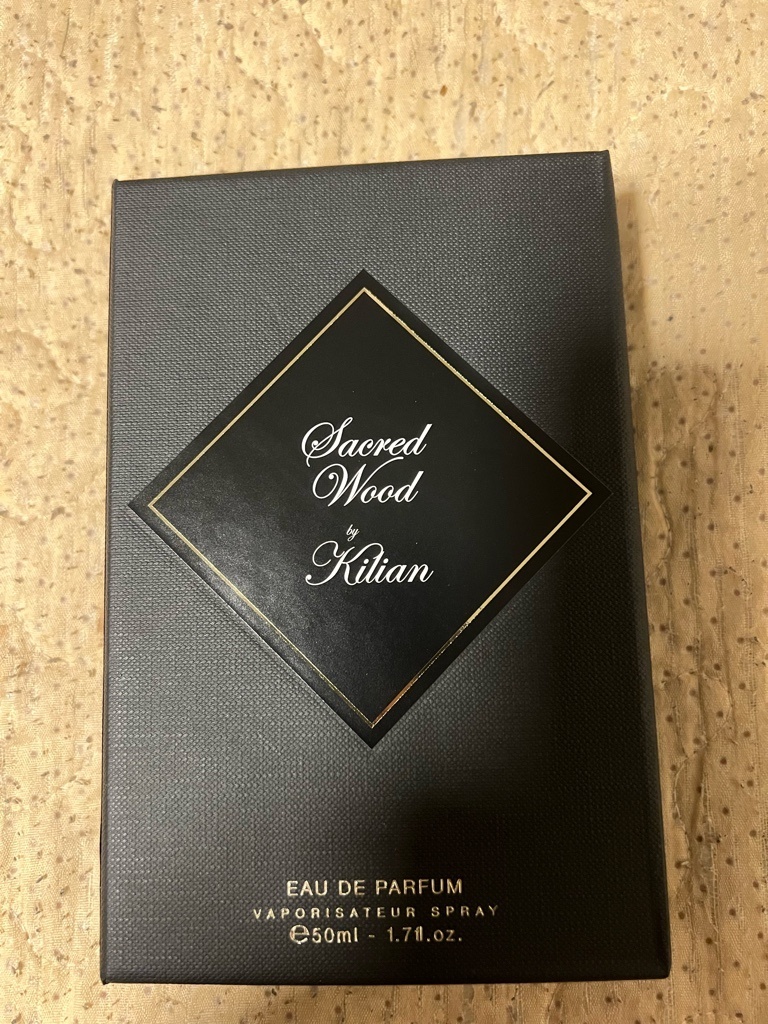 Sacred
Wood
by
Kilian
EAU DE PARFUM
VAPORISATEUR SPRAY
℮50ml - 1.7fl.oz.